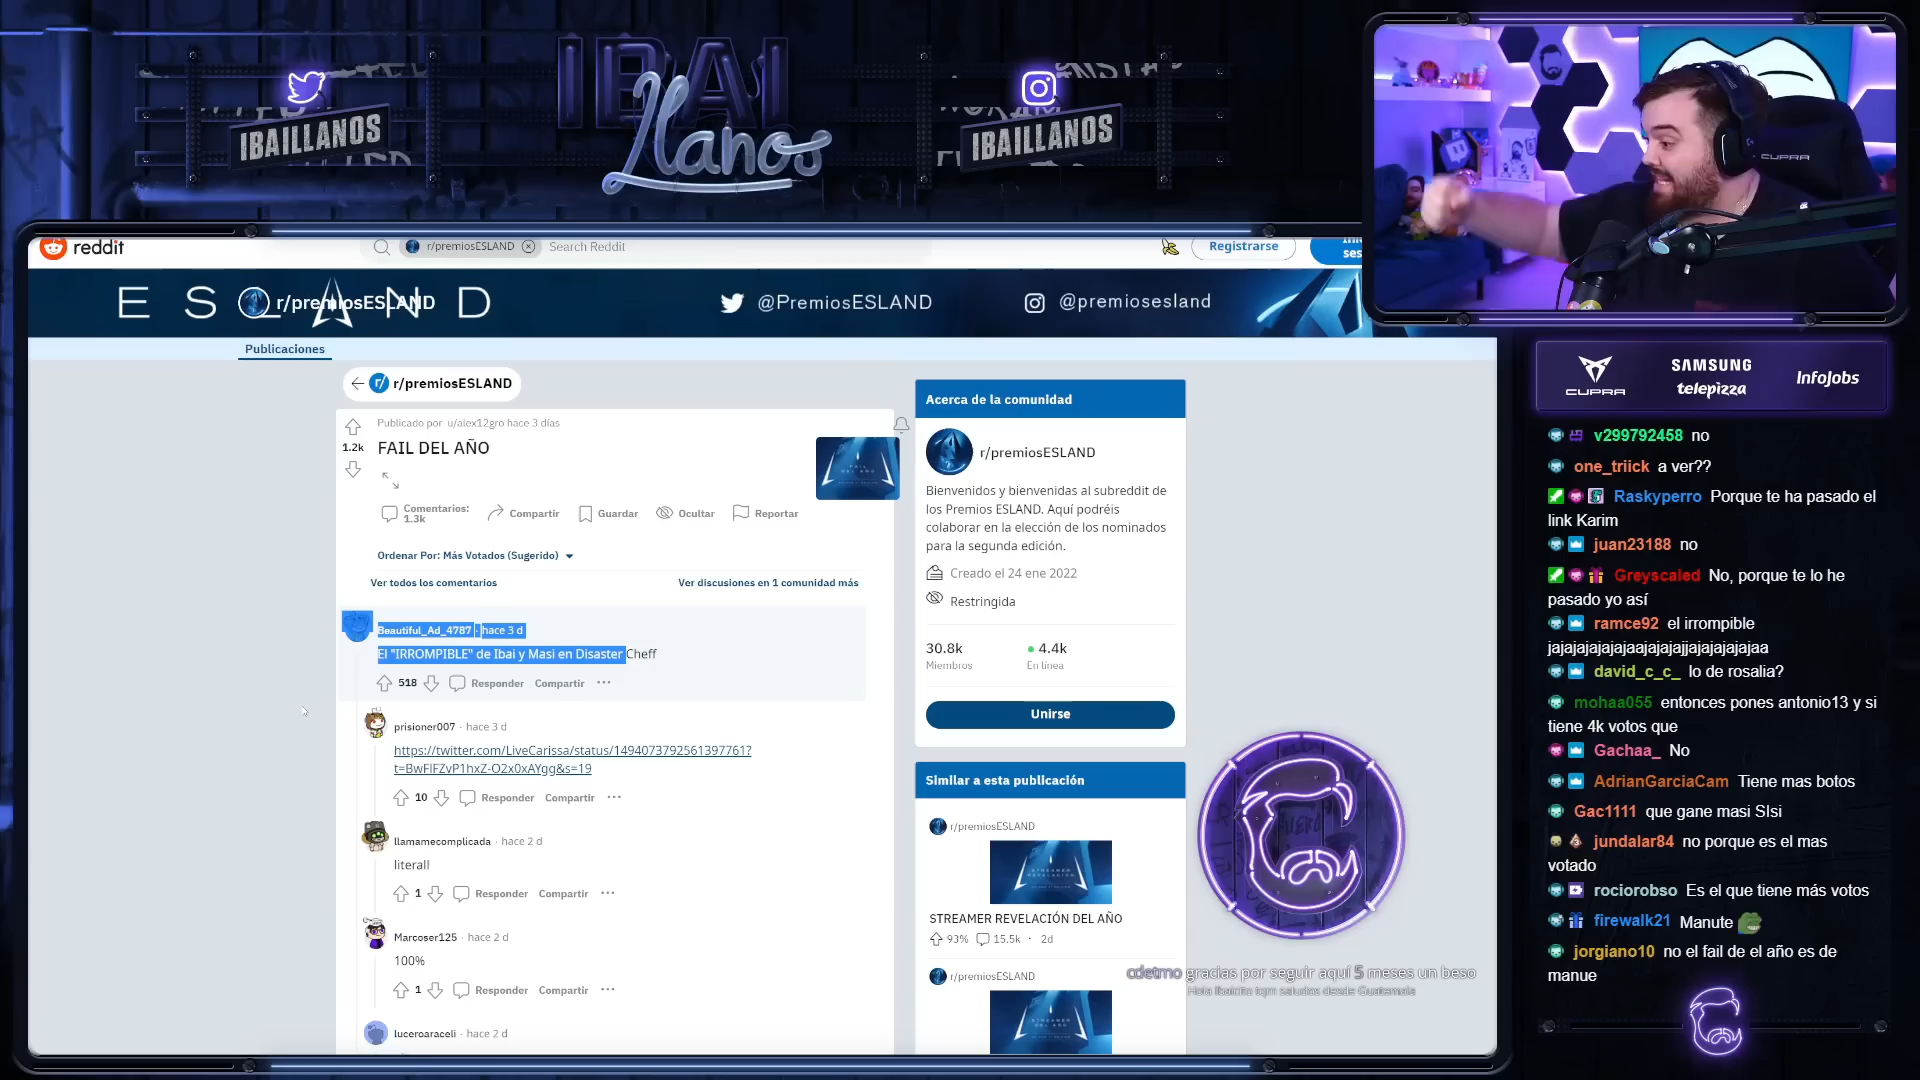 IBAI
Llanos
IBAILLANOS
IBAILLANOS
CUPRA
reddit
r/premiosESLAND
Search Reddit
Registrarse
ESLAND
r/premiosESLAND
@PremiosESLAND
@premiosesland
Publicaciones
r/premiosESLAND
Publicado por u/alex12gro hace 3 días
FAIL DEL AÑO
1.2k
Comentarios:
1.3k
Compartir
Guardar
Ocultar
Reportar
Ordenar Por: Más Votados (Sugerido)
Ver todos los comentarios
Ver discusiones en 1 comunidad más
Beautiful_Ad_4787 · hace 3 d
El "IRROMPIBLE" de Ibai y Masi en Disaster Cheff
518 Responder Compartir ···
prisioner007 · hace 3 d
https://twitter.com/LiveCarissa/status/1494073792561397761?
t=BwFlFZvP1hxZ-O2x0xAYgg&s=19
10 Responder Compartir ···
llamamecomplicada · hace 2 d
literall
1 Responder Compartir ···
Marcoser125 · hace 2 d
100%
1 Responder Compartir ···
luceroaraceli · hace 2 d
Acerca de la comunidad
r/premiosESLAND
Bienvenidos y bienvenidas al subreddit de
los Premios ESLAND. Aquí podréis
colaborar en la elección de los nominados
para la segunda edición.
Creado el 24 ene 2022
Restringida
30.8k
Miembros
4.4k
En línea
Unirse
Similar a esta publicación
r/premiosESLAND
STREAMER REVELACIÓN DEL AÑO
93% 15.5k · 2d
r/premiosESLAND
cdetmo gracias por seguir aquí 5 meses un beso
Hola Ibaicito tqm saludos desde Guatemala
CUPRA
SAMSUNG
telepizza
InfoJobs
v299792458 no
one_triick a ver??
Raskyperro Porque te ha pasado el
link Karim
juan23188 no
Greyscaled No, porque te lo he
pasado yo así
ramce92 el irrompible
jajajajajajaajajajajjajajajajajaa
david_c_c_ lo de rosalia?
mohaa055 entonces pones antonio13 y si
tiene 4k votos que
Gachaa_ No
AdrianGarciaCam Tiene mas botos
Gac1111 que gane masi SIsi
jundalar84 no porque es el mas
votado
rociorobso Es el que tiene más votos
firewalk21 Manute
jorgiano10 no el fail de el año es de
manue